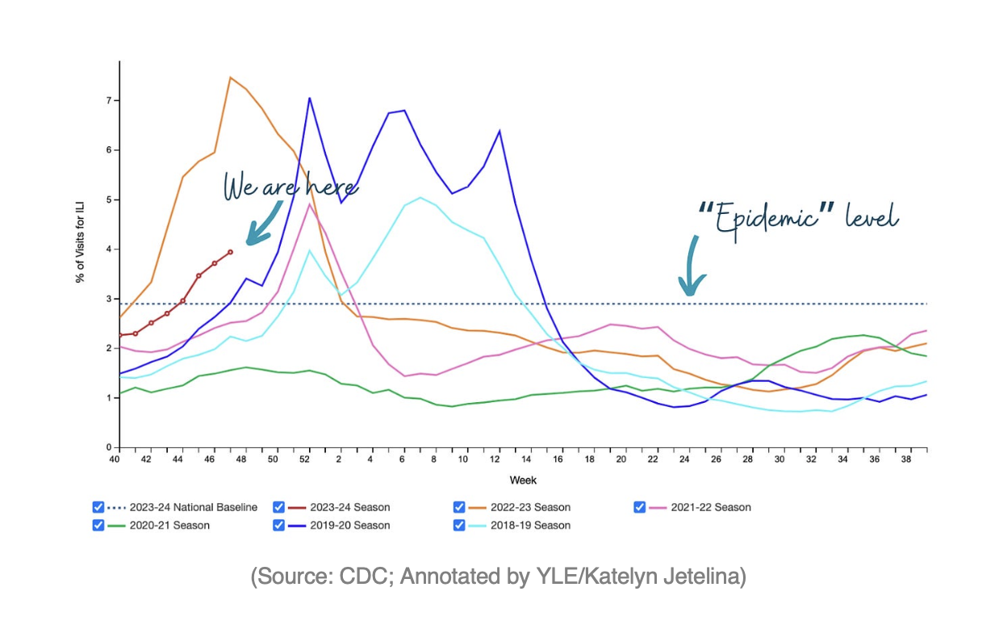 7
6
5
4
3
2
1
0
% of Visits for ILI
We are here
“Epidemic” level
40 42 44 46 48 50 52 2 4 6 8 10 12 14 16 18 20 22 24 26 28 30 32 34 36 38
Week
2023-24 National Baseline 2023-24 Season 2022-23 Season 2021-22 Season
2020-21 Season 2019-20 Season 2018-19 Season
(Source: CDC; Annotated by YLE/Katelyn Jetelina)